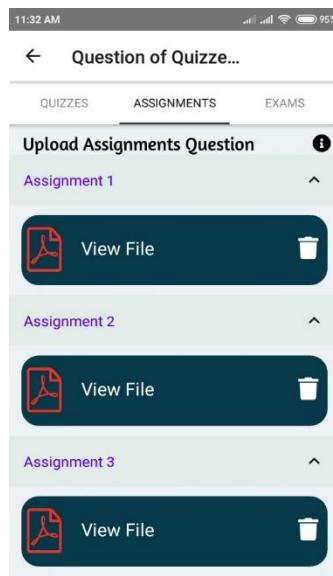 11:32 AM 95%
Question of Quizze...
QUIZZES ASSIGNMENTS EXAMS
Upload Assignments Question
Assignment 1
View File
Assignment 2
View File
Assignment 3
View File